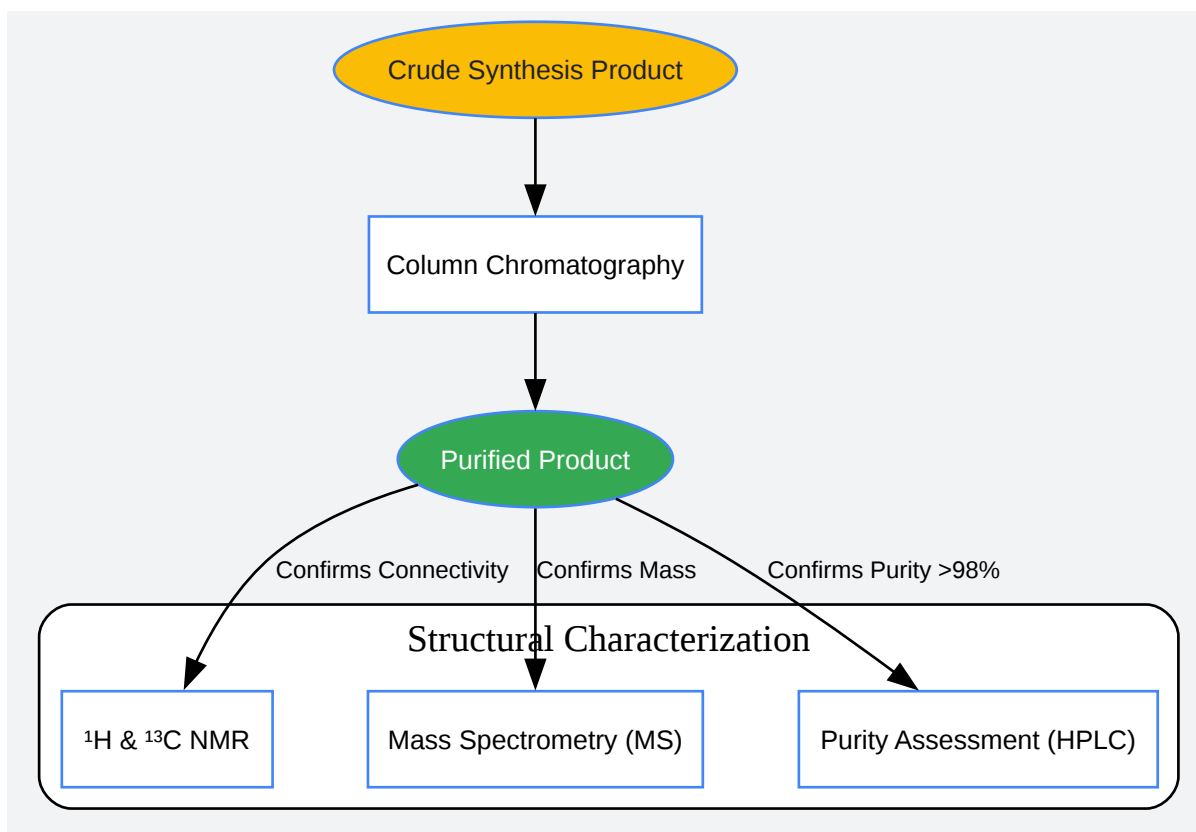 Crude Synthesis Product
Column Chromatography
Purified Product
Confirms Connectivity
Confirms Mass
Confirms Purity >98%
Structural Characterization
¹H & ¹³C NMR
Mass Spectrometry (MS)
Purity Assessment (HPLC)